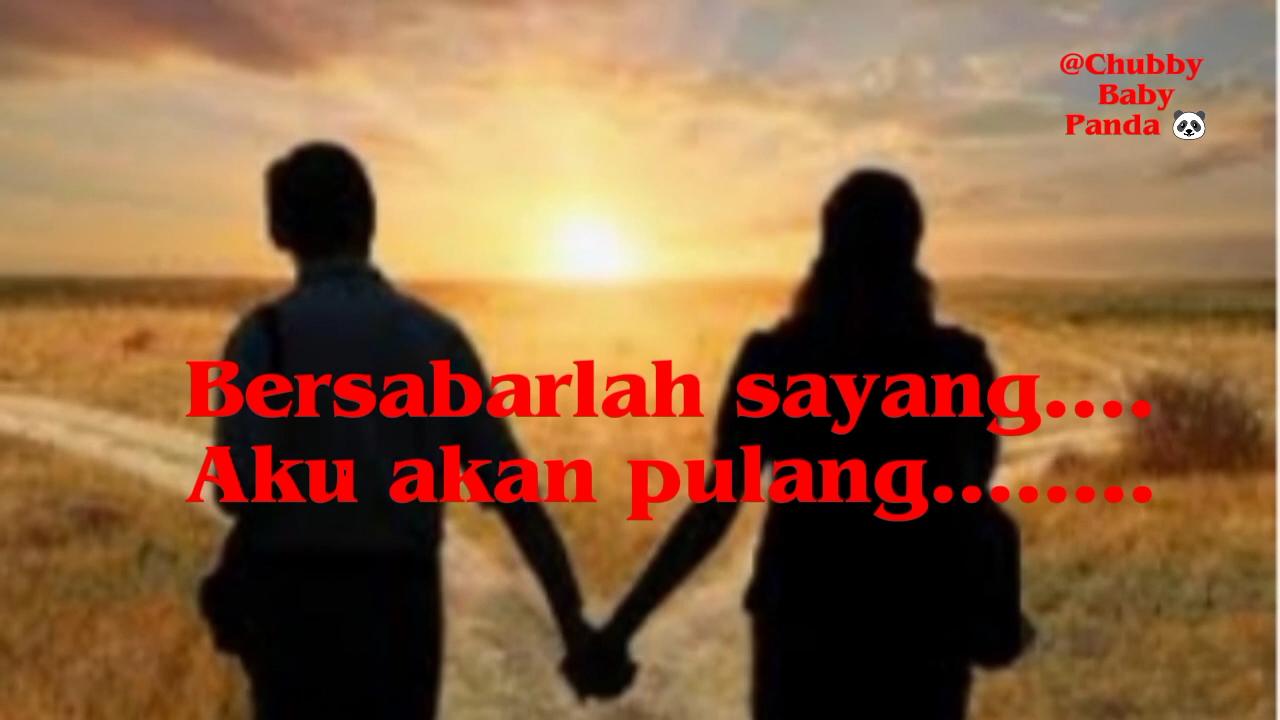 @Chubby
Baby
Panda 🐼
Bersabarlah sayang....
Aku akan pulang........